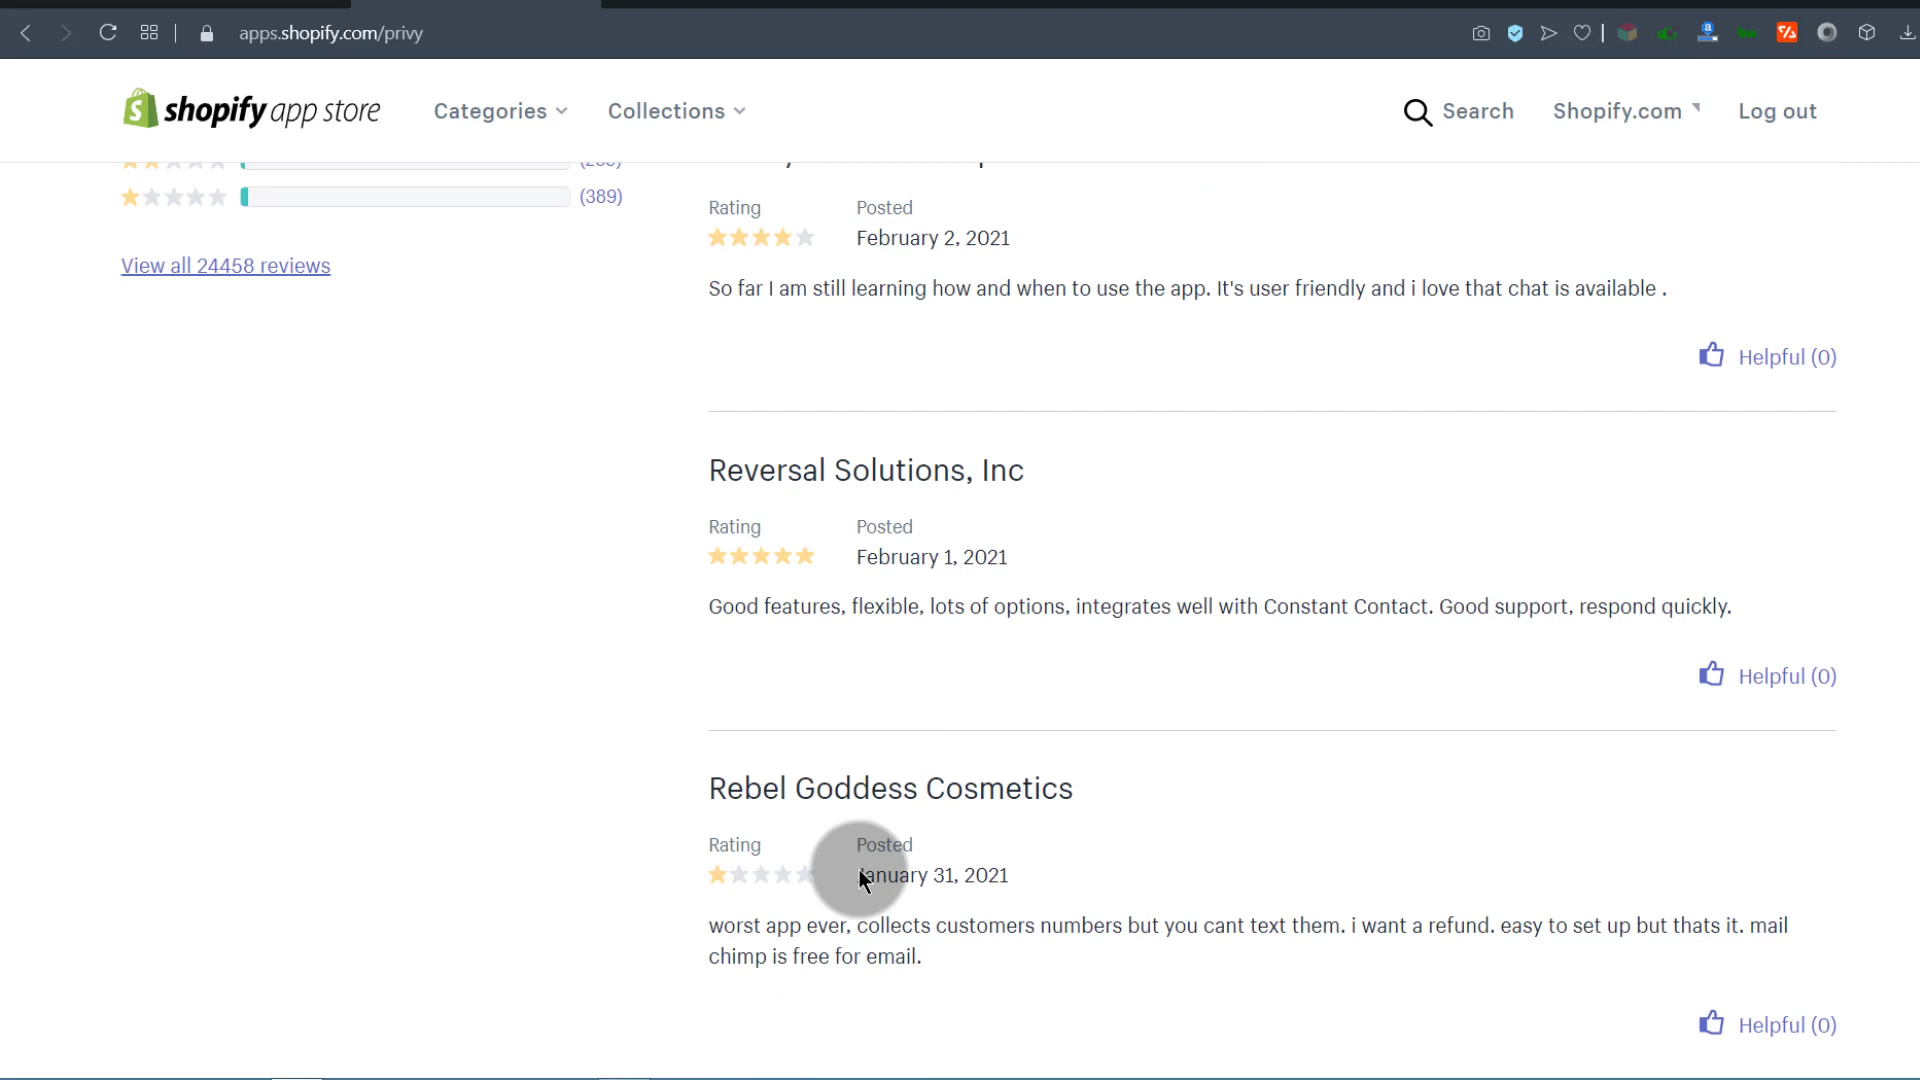 apps.shopify.com/privy
shopify app store
Categories
Collections
Search
Shopify.com
Log out
(389)
View all 24458 reviews
Rating
Posted
February 2, 2021
So far I am still learning how and when to use the app. It's user friendly and i love that chat is available .
Helpful (0)
Reversal Solutions, Inc
Rating
Posted
February 1, 2021
Good features, flexible, lots of options, integrates well with Constant Contact. Good support, respond quickly.
Helpful (0)
Rebel Goddess Cosmetics
Rating
Posted
January 31, 2021
worst app ever, collects customers numbers but you cant text them. i want a refund. easy to set up but thats it. mail
chimp is free for email.
Helpful (0)